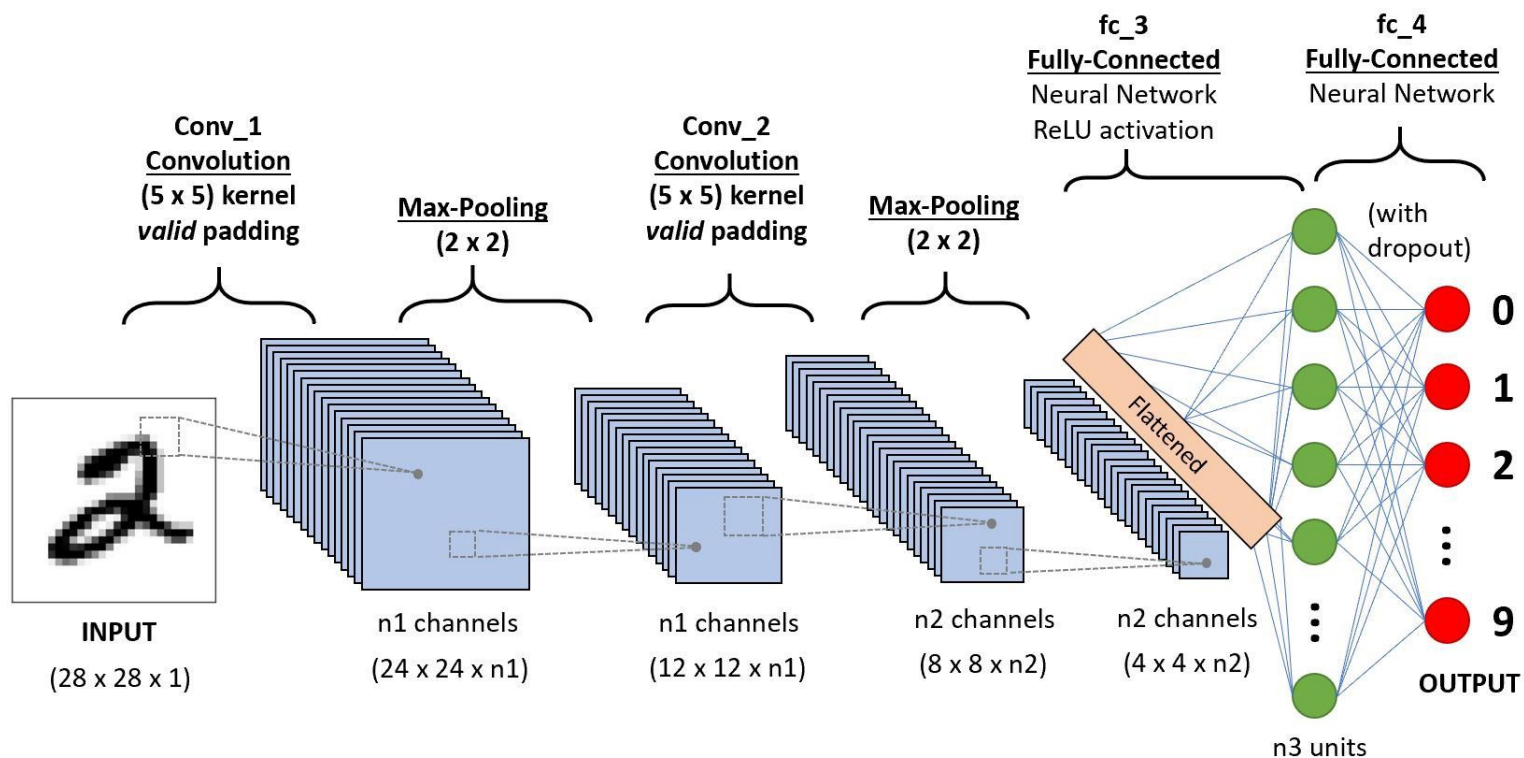 Conv_1
Convolution
(5 x 5) kernel
valid padding
Max-Pooling
(2 x 2)
Conv_2
Convolution
(5 x 5) kernel
valid padding
Max-Pooling
(2 x 2)
fc_3
Fully-Connected
Neural Network
ReLU activation
fc_4
Fully-Connected
Neural Network
(with
dropout)
2
INPUT
(28 x 28 x 1)
n1 channels
(24 x 24 x n1)
n1 channels
(12 x 12 x n1)
n2 channels
(8 x 8 x n2)
n2 channels
(4 x 4 x n2)
Flattened
n3 units
0
1
2
9
OUTPUT